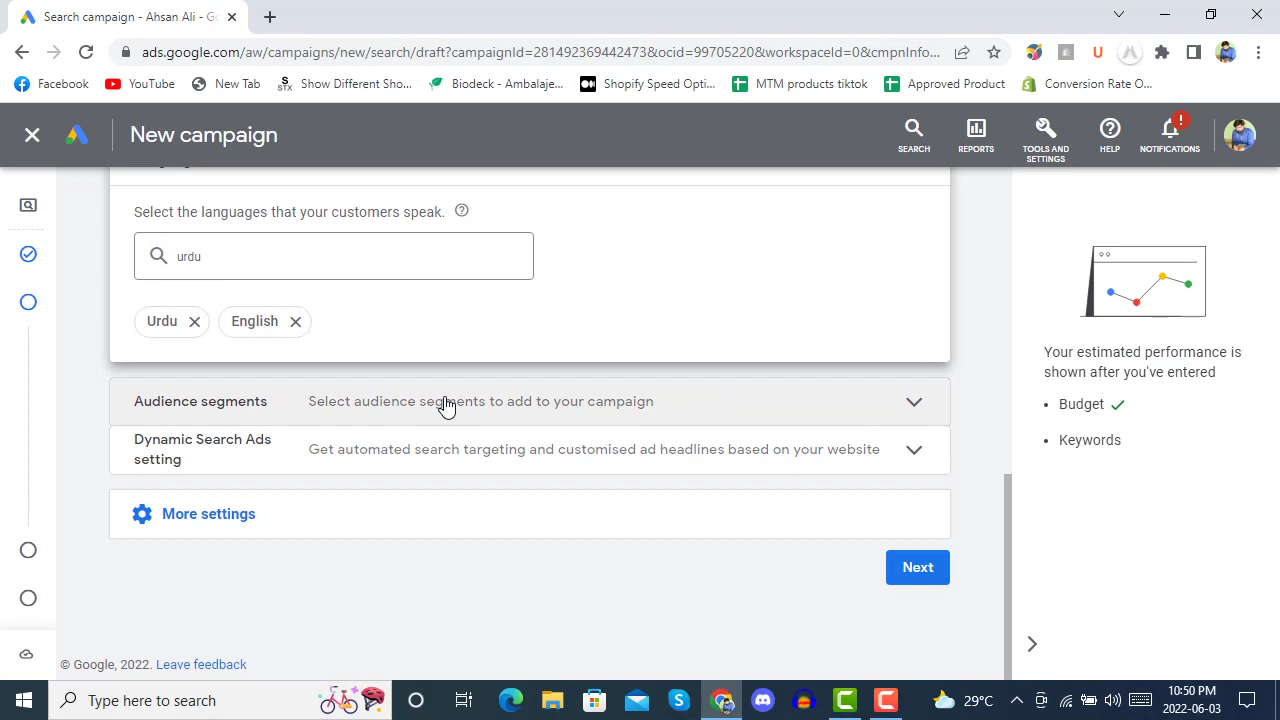 Search campaign - Ahsan Ali - Go
ads.google.com/aw/campaigns/new/search/draft?campaignId=281492369442473&ocid=99705220&workspaceId=0&cmpnInfo...
Facebook
YouTube
New Tab
STX
Show Different Sho...
Biodeck - Ambalaje...
Shopify Speed Opti...
MTM products tiktok
Approved Product
Conversion Rate O...
New campaign
SEARCH
REPORTS
TOOLS AND
SETTINGS
HELP
!
NOTIFICATIONS
Select the languages that your customers speak.
urdu
Urdu
English
Audience segments Select audience segments to add to your campaign
Dynamic Search Ads
setting
Get automated search targeting and customised ad headlines based on your website
More settings
Next
Your estimated performance is
shown after you've entered
• Budget
• Keywords
© Google, 2022. Leave feedback
Type here to search
29°C
10:50 PM
2022-06-03